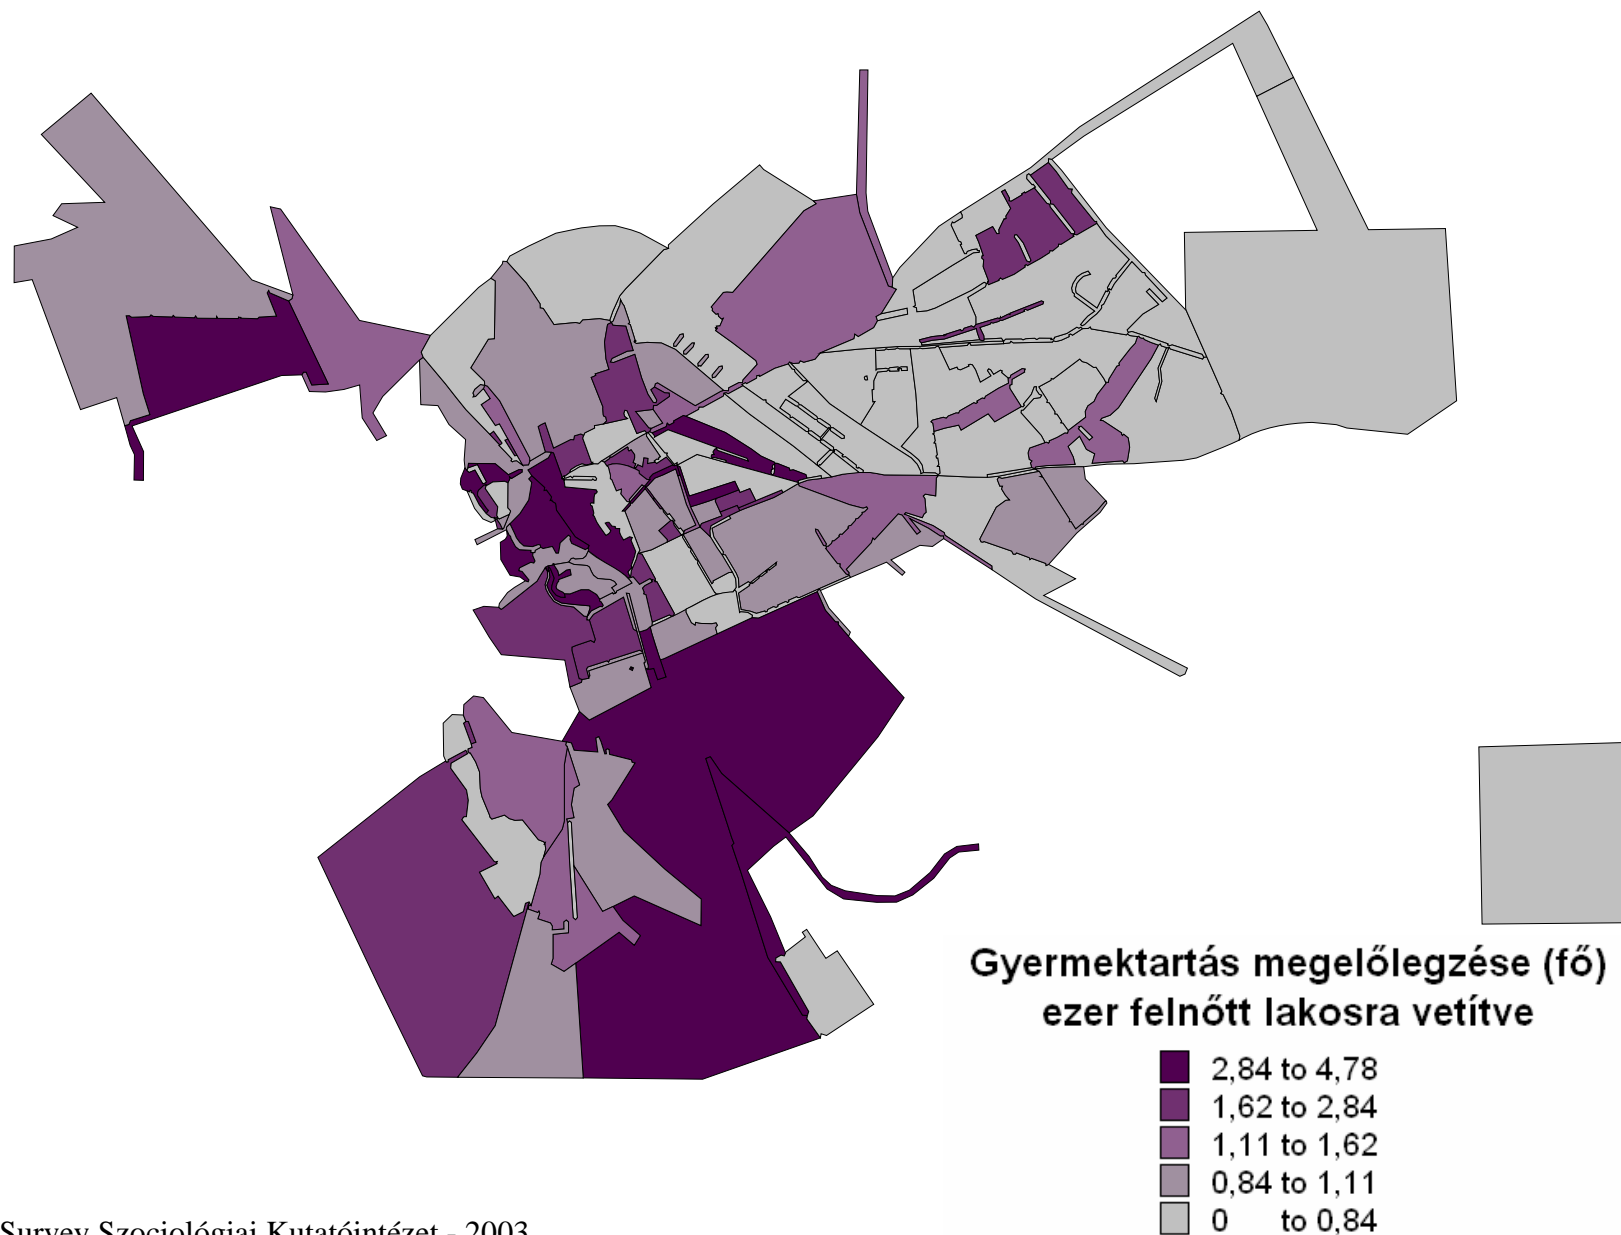 Gyermektartás megelőlegzése (fő)
ezer felnőtt lakosra vetítve
2,84 to 4,78
1,62 to 2,84
1,11 to 1,62
0,84 to 1,11
0 to 0,84
Survey Szociológiai Kutatóintézet - 2003